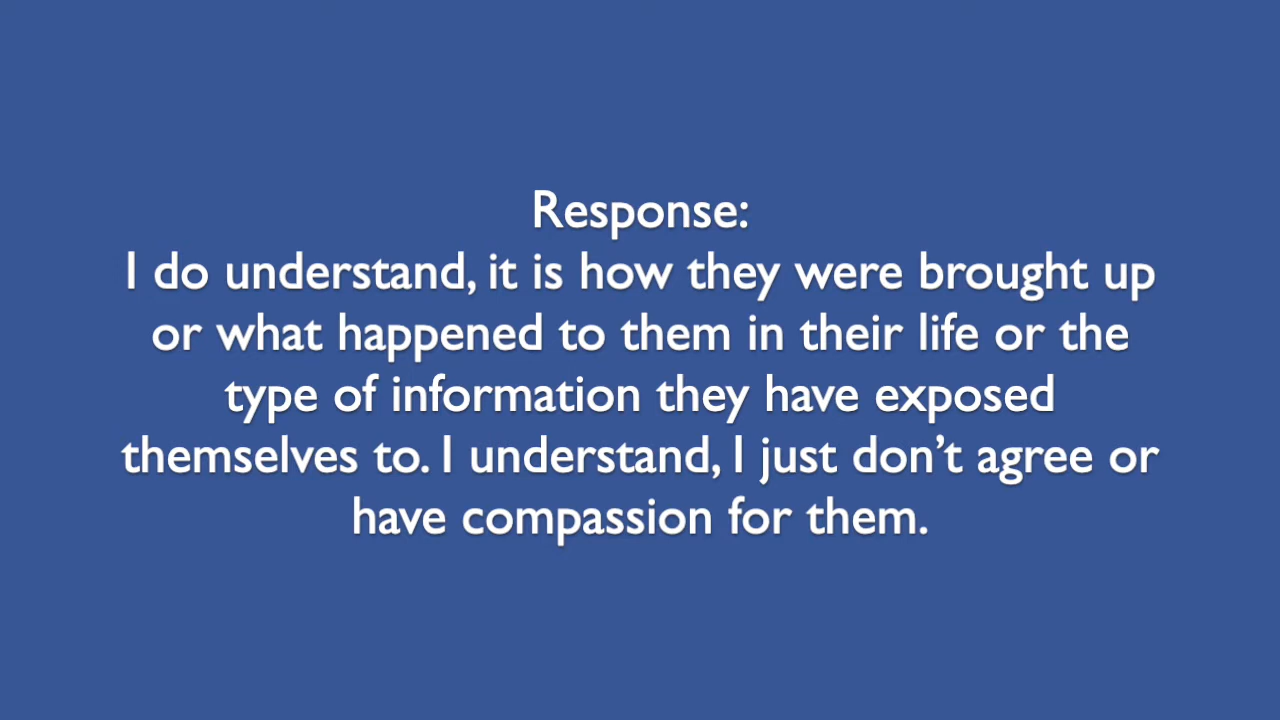 Response:
I do understand, it is how they were brought up
or what happened to them in their life or the
type of information they have exposed
themselves to. I understand, I just don’t agree or
have compassion for them.